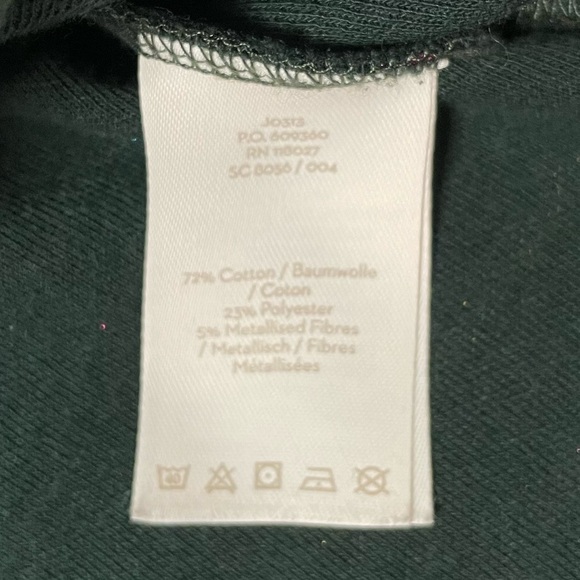 J0313
P.O. 609360
RN 118027
SC 8056 / 004
72% Cotton / Baumwolle
/ Coton
23% Polyester
5% Metallised Fibres
/ Metallisch / Fibres
Métallisées
40